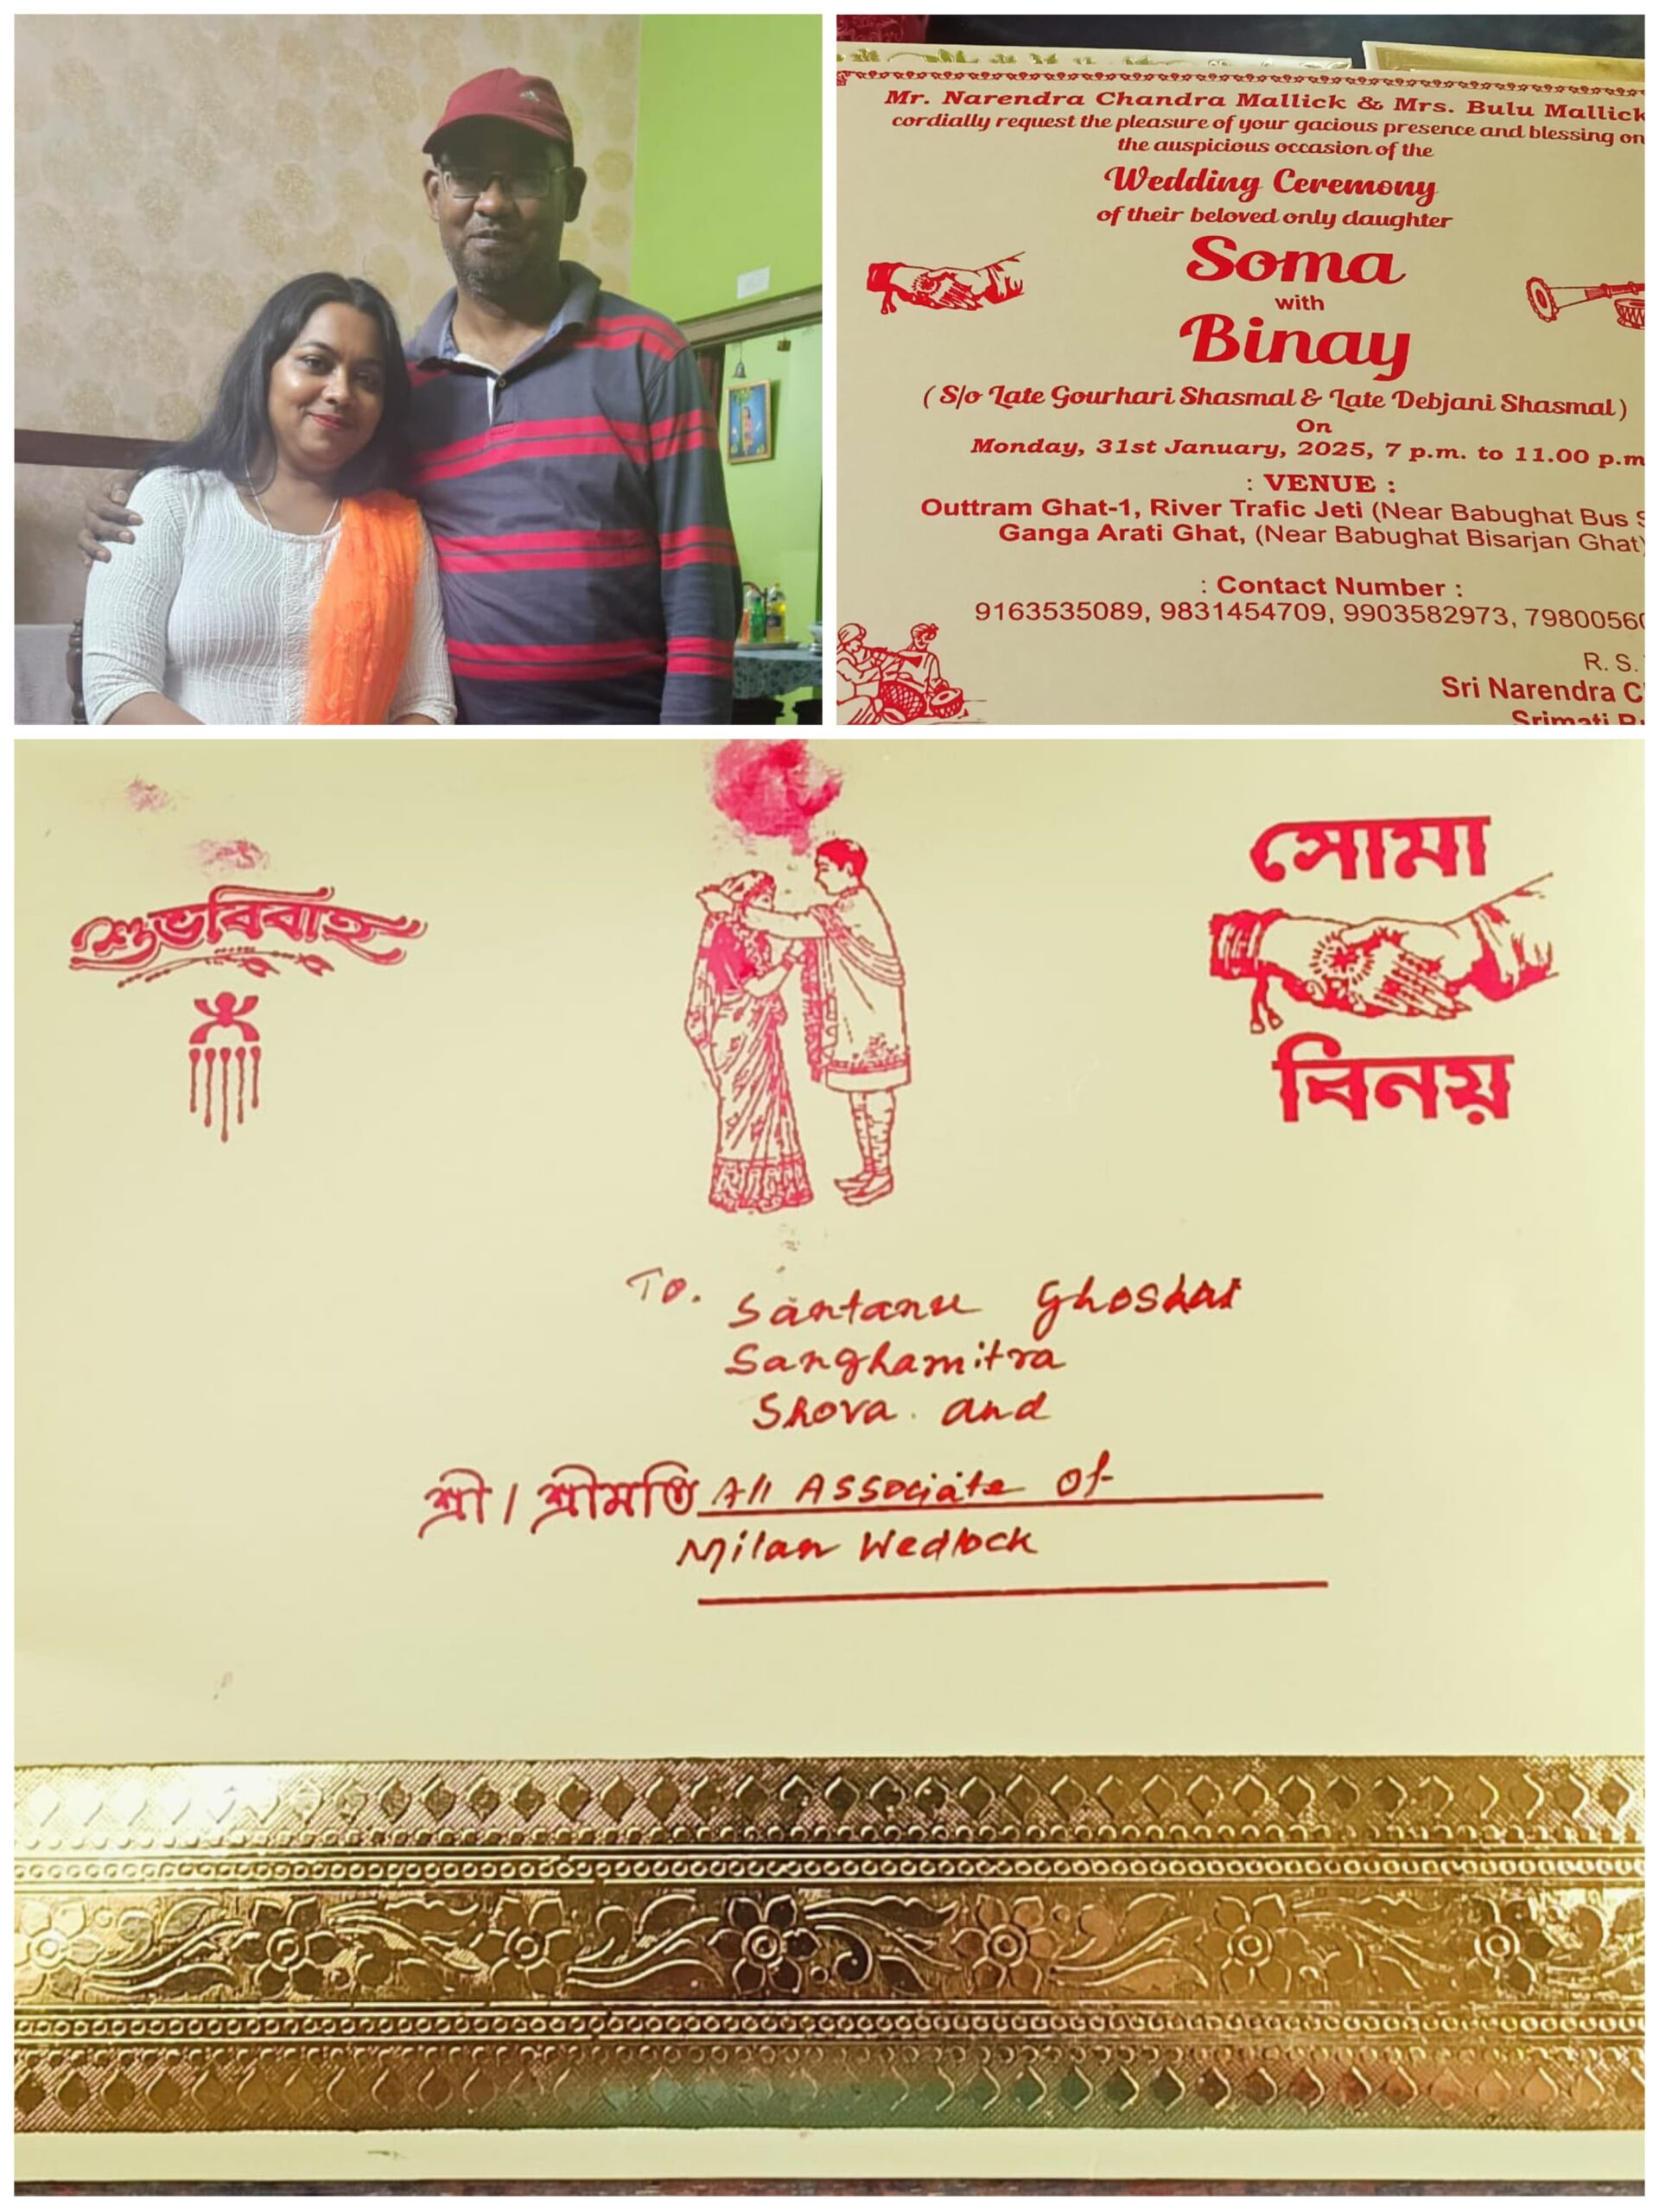 Mr. Narendra Chandra Mallick & Mrs. Bulu Mallick
cordially request the pleasure of your gacious presence and blessing on
the auspicious occasion of the
Wedding Ceremony
of their beloved only daughter
Soma
with
Binay
( S/o Late Gourhari Shasmal & Late Debjani Shasmal )
On
Monday, 31st January, 2025, 7 p.m. to 11.00 p.m
: VENUE :
Outtram Ghat-1, River Trafic Jeti (Near Babughat Bus S
Ganga Arati Ghat, (Near Babughat Bisarjan Ghat)
: Contact Number :
9163535089, 9831454709, 9903582973, 79800560
R. S.
Sri Narendra C
Srimati
শুভবিবাহ
সোমা
বিনয়
To. Santanu Ghoshal
Sanghamitra
Shova. and
শ্রী / শ্রীমতি All Associate Of
Milan Wedlock